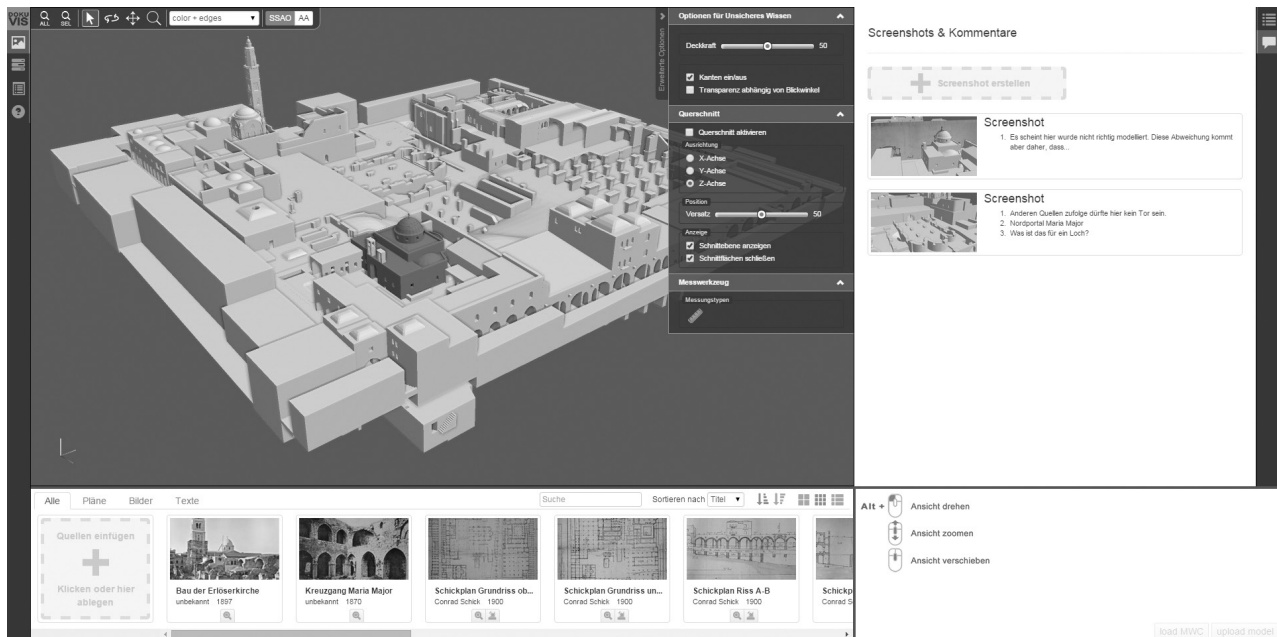 DOKU
VIS
ALL
DEL
color + edges
SSAO AA
Erweiterte Optionen
Optionen für Unsicheres Wissen
Deckkraft 50
Kanten ein/aus
Transparenz abhängig von Blickwinkel
Querschnitt
Querschnitt aktivieren
Ausrichtung
X-Achse
Y-Achse
Z-Achse
Position
Versatz 50
Anzeige
Schnittebene anzeigen
Schnittflächen schließen
Messwerkzeug
Messungstypen
Screenshots & Kommentare
Screenshot erstellen
Screenshot
1. Es scheint hier wurde nicht richtig modelliert. Diese Abweichung kommt
aber daher, dass...
Screenshot
1. Anderen Quellen zufolge dürfte hier kein Tor sein.
2. Nordportal Maria Major
3. Was ist das für ein Loch?
Alle Pläne Bilder Texte
Suche
Sortieren nach Titel
Quellen einfügen
Klicken oder hier
ablegen
Bau der Erlöserkirche
unbekannt 1897
Kreuzgang Maria Major
unbekannt 1870
Schickplan Grundriss ob...
Conrad Schick 1900
Schickplan Grundriss un...
Conrad Schick 1900
Schickplan Riss A-B
Conrad Schick 1900
Schickp
Conrad S
Alt + Ansicht drehen
Ansicht zoomen
Ansicht verschieben
load MWC upload model